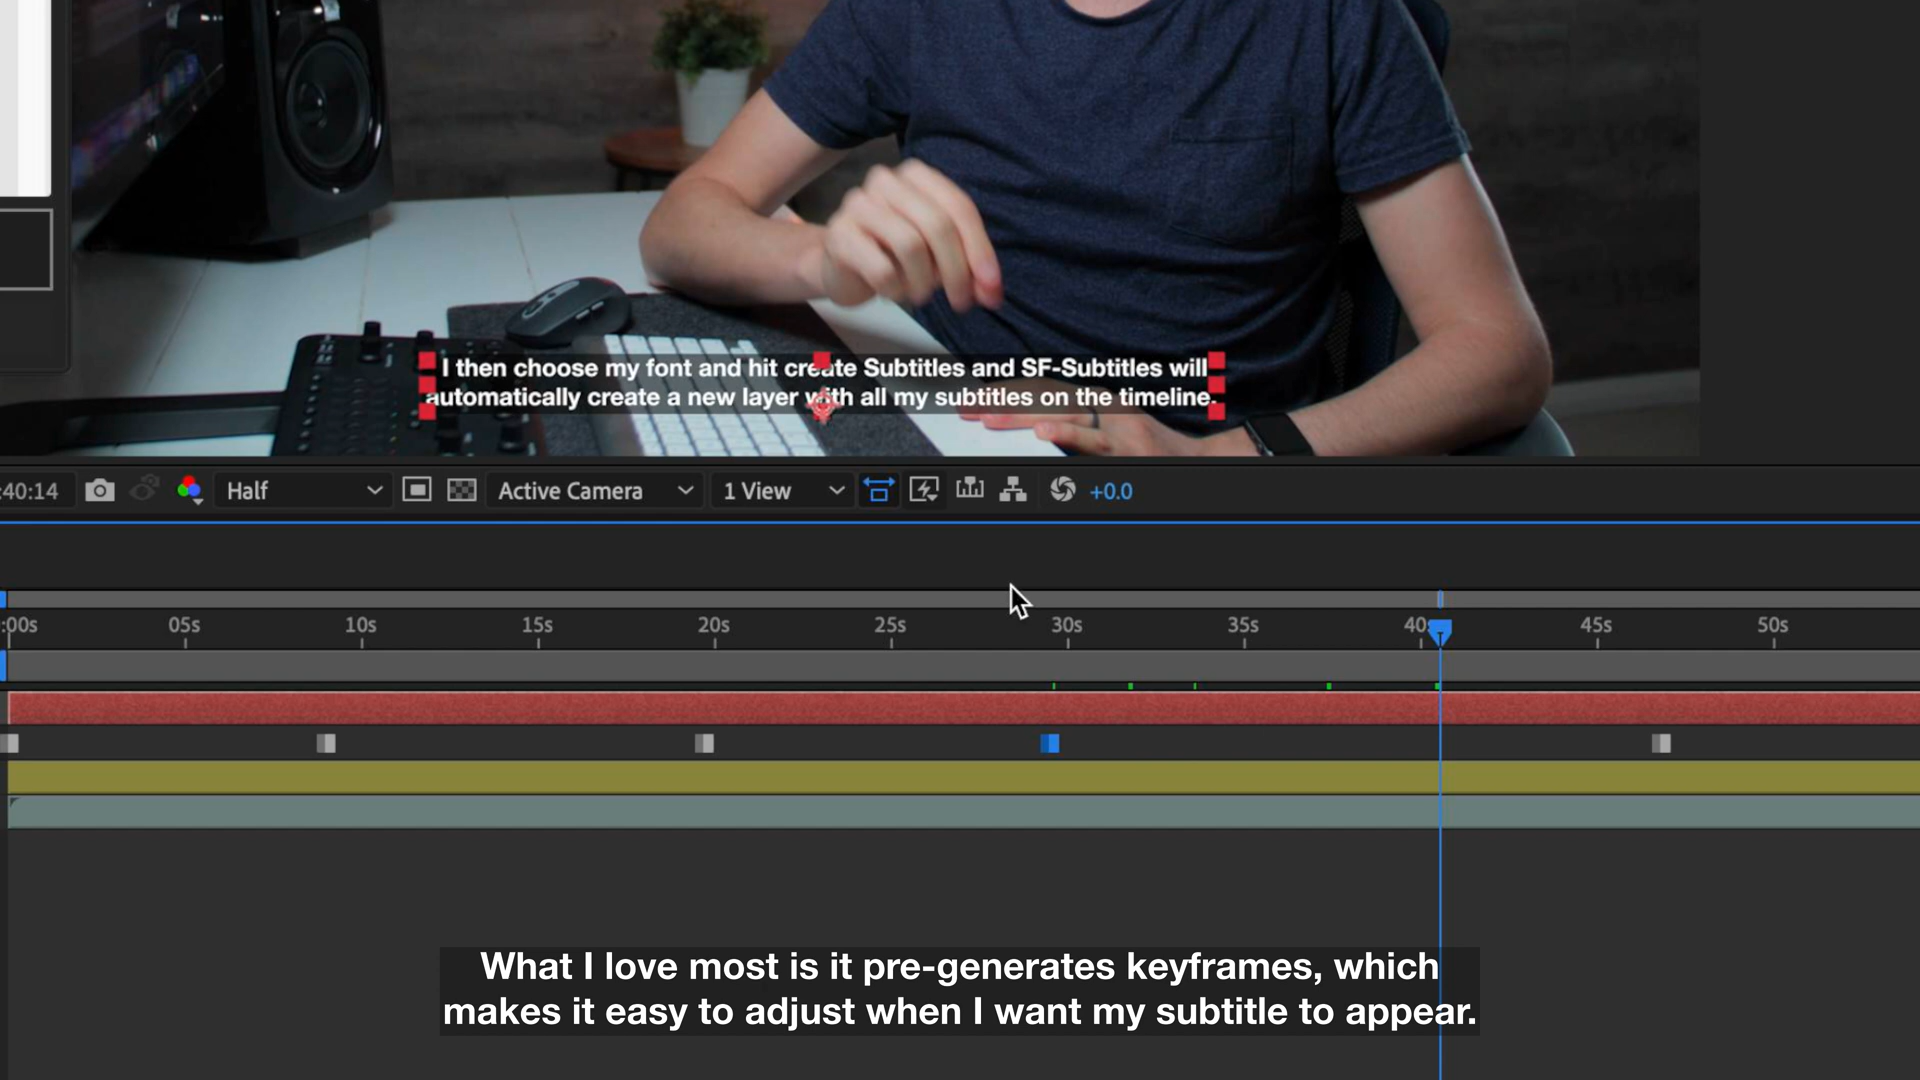 I then choose my font and hit create Subtitles and SF-Subtitles will
automatically create a new layer with all my subtitles on the timeline.
:40:14 Half Active Camera 1 View +0.0
:00s 05s 10s 15s 20s 25s 30s 35s 40s 45s 50s
What I love most is it pre-generates keyframes, which
makes it easy to adjust when I want my subtitle to appear.